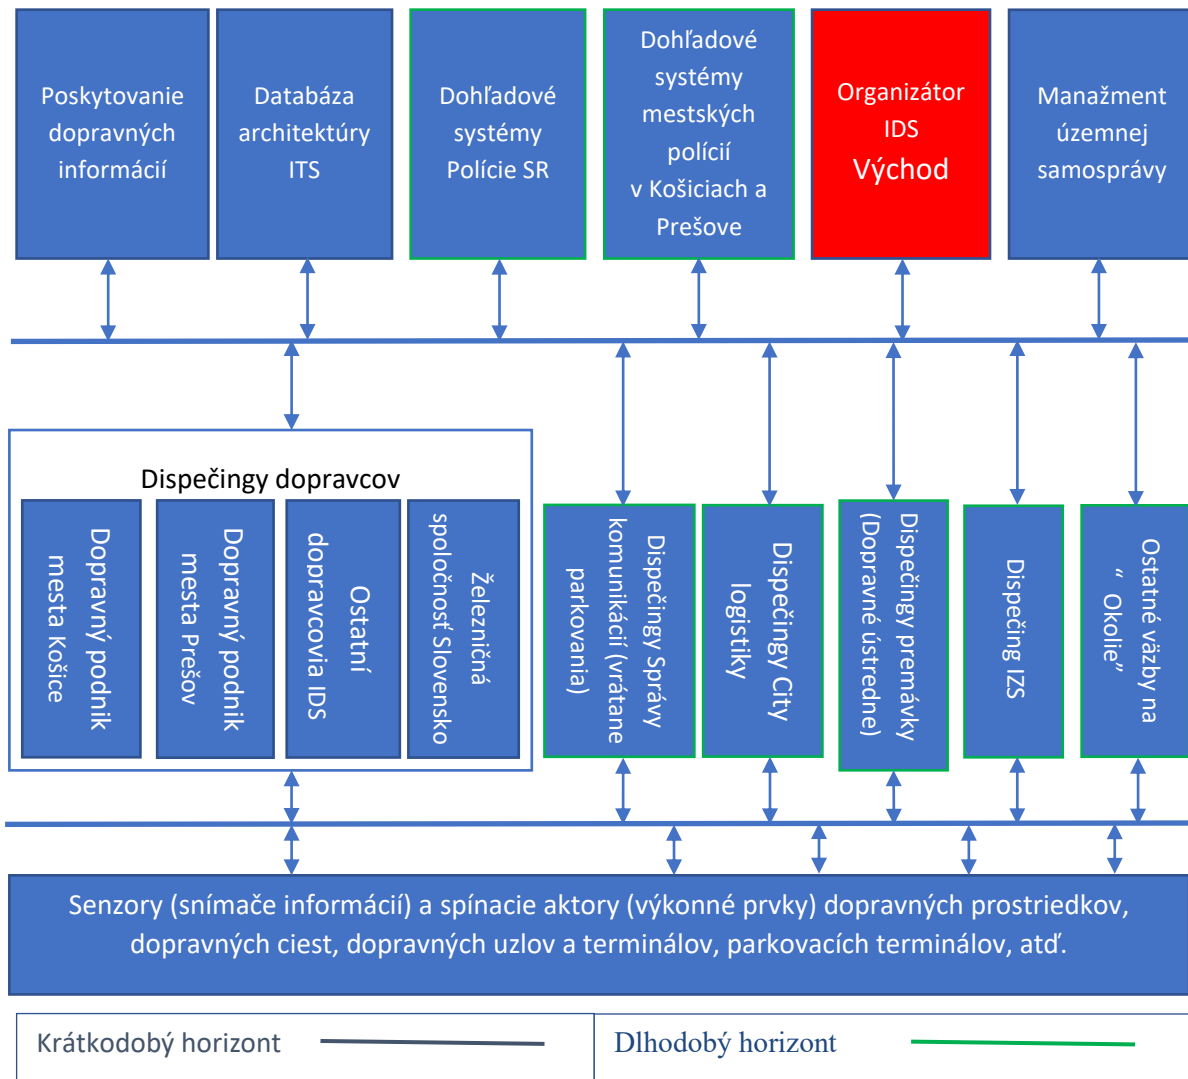 Poskytovanie
dopravných
informácií
Databáza
architektúry
ITS
Dohľadové
systémy
Polície SR
Dohľadové
systémy
mestských
polícií
v Košiciach a
Prešove
Organizátor
IDS
Východ
Manažment
územnej
samosprávy
Dispečingy dopravcov
Dopravný podnik
mesta Košice
Dopravný podnik
mesta Prešov
Ostatní
dopravcovia IDS
Železničná
spoločnosť Slovensko
Dispečingy Správy
komunikácií (vrátane
parkovania)
Dispečingy City
logistiky
Dispečingy premávky
(Dopravné ústredne)
Dispečing IZS
Ostatné väzby na
“ Okolie”
Senzory (snímače informácií) a spínacie aktory (výkonné prvky) dopravných prostriedkov,
dopravných ciest, dopravných uzlov a terminálov, parkovacích terminálov, atď.
Krátkodobý horizont
Dlhodobý horizont